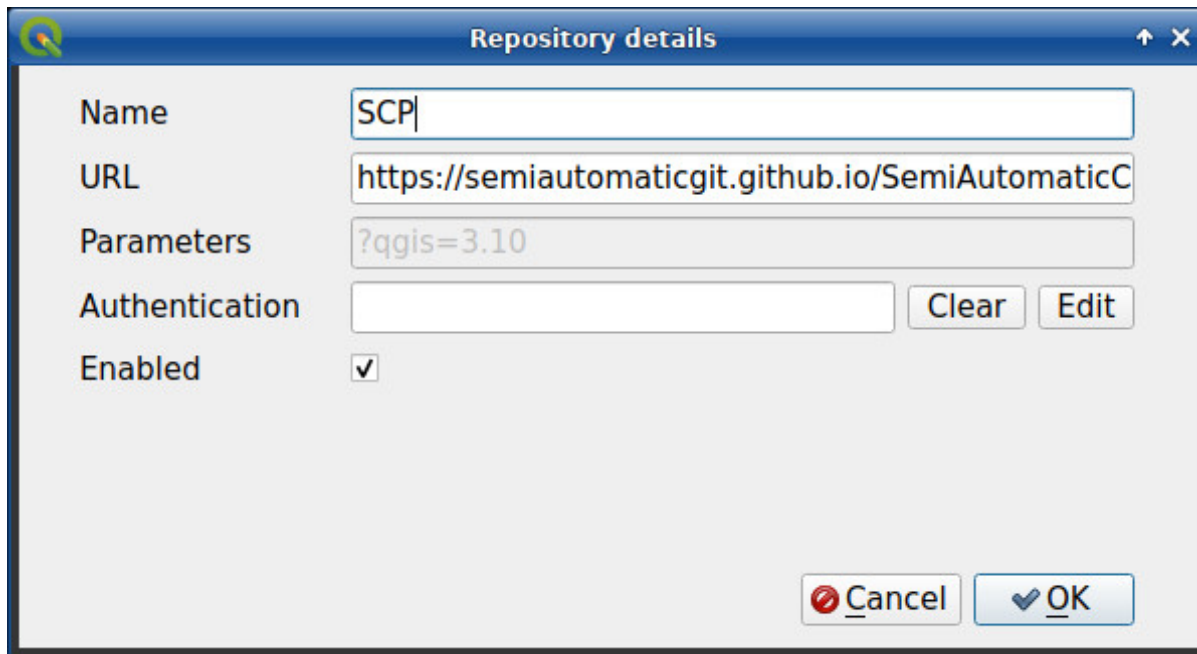 Repository details
Name SCP
URL https://semiautomaticgit.github.io/SemiAutomaticC
Parameters ?qgis=3.10
Authentication Clear Edit
Enabled
Cancel OK